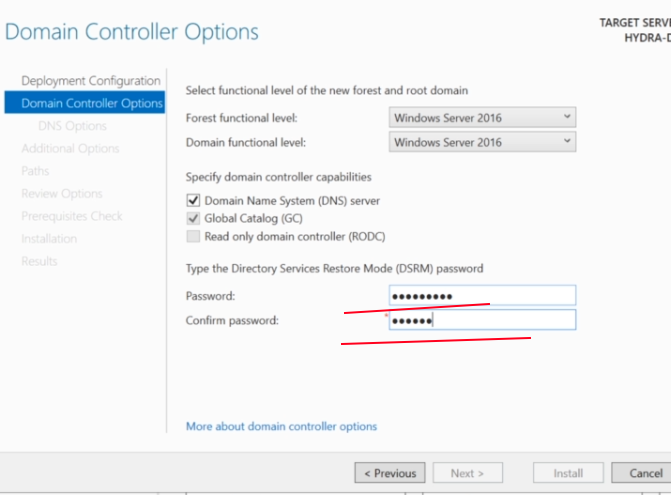 Domain Controller Options
TARGET SERV
HYDRA-D
Deployment Configuration
Domain Controller Options
DNS Options
Additional Options
Paths
Review Options
Prerequisites Check
Installation
Results
Select functional level of the new forest and root domain
Forest functional level: Windows Server 2016
Domain functional level: Windows Server 2016
Specify domain controller capabilities
Domain Name System (DNS) server
Global Catalog (GC)
Read only domain controller (RODC)
Type the Directory Services Restore Mode (DSRM) password
Password: ●●●●●●●●●
Confirm password: * ●●●●●●
More about domain controller options
< Previous Next > Install Cancel